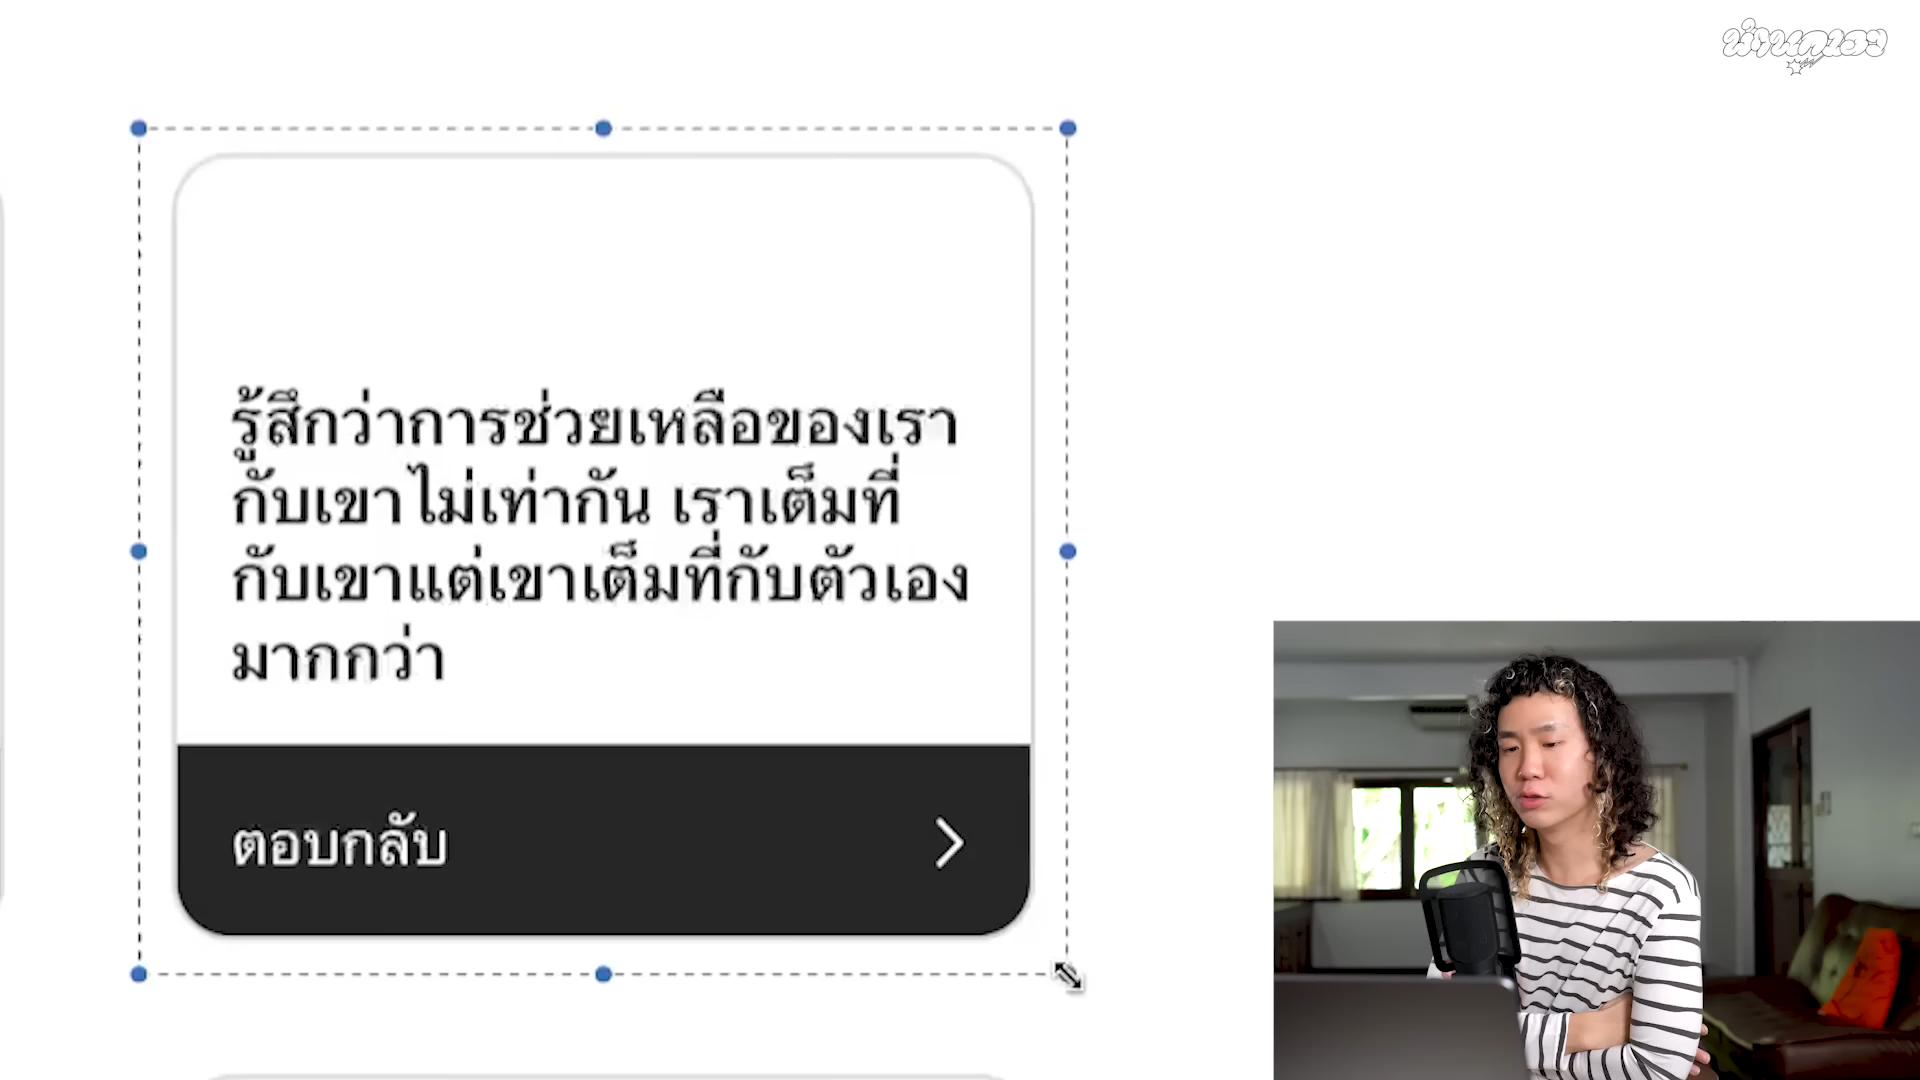 รู้สึกว่าการช่วยเหลือของเรา
กับเขาไม่เท่ากัน เราเต็มที่
กับเขาแต่เขาเต็มที่กับตัวเอง
มากกว่า
ตอบกลับ